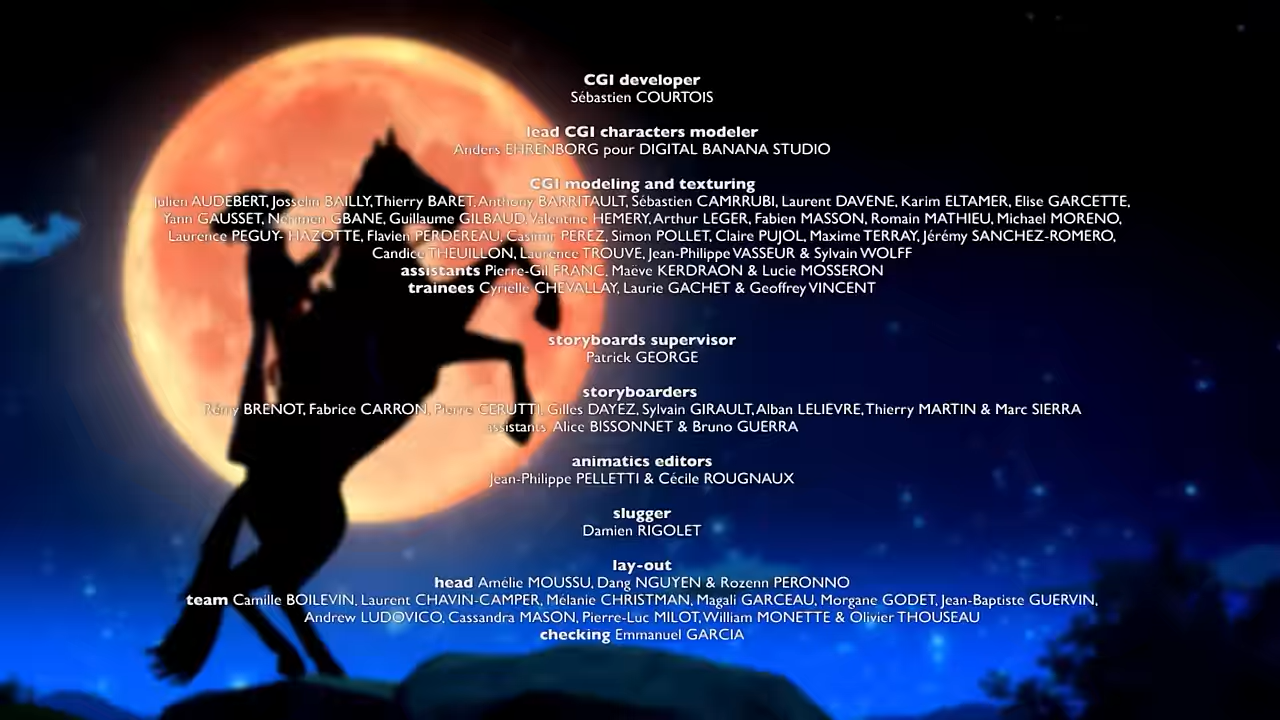 CGI developer
Sébastien COURTOIS
lead CGI characters modeler
Anders EHRENBORG pour DIGITAL BANANA STUDIO
CGI modeling and texturing
Julien AUDEBERT, Josselin BAILLY, Thierry BARET, Anthony BARRITAULT, Sébastien CAMRRUBI, Laurent DAVENE, Karim ELTAMER, Elise GARCETTE,
Yann GAUSSET, GBANE, Guillaume GILBAUD, Valentine HEMERY, Arthur LEGER, Fabien MASSON, Romain MATHIEU, Michael MORENO,
Laurence PEGUY- HAZOTTE, Flavien PERDEREAU, Casimir PEREZ, Simon POLLET, Claire PUJOL, Maxime TERRAY, Jérémy SANCHEZ-ROMERO,
Candice THEUILLON, Laurence TROUVE, Jean-Philippe VASSEUR & Sylvain WOLFF
assistants Pierre-Gil FRANC, Maëve KERDRAON & Lucie MOSSERON
trainees Cyrielle CHEVALLAY, Laurie GACHET & Geoffrey VINCENT
storyboards supervisor
Patrick GEORGE
storyboarders
Rémy BRENOT, Fabrice CARRON, Pierre CERUTTI, Gilles DAYEZ, Sylvain GIRAULT, Alban LELIEVRE, Thierry MARTIN & Marc SIERRA
assistants Alice BISSONNET & Bruno GUERRA
animatics editors
Jean-Philippe PELLETTI & Cécile ROUGNAUX
slugger
Damien RIGOLET
lay-out
head Amélie MOUSSU, Dang NGUYEN & Rozenn PERONNO
team Camille BOILEVIN, Laurent CHAVIN-CAMPER, Mélanie CHRISTMAN, Magali GARCEAU, Morgane GODET, Jean-Baptiste GUERVIN,
Andrew LUDOVICO, Cassandra MASON, Pierre-Luc MILOT, William MONETTE & Olivier THOUSEAU
checking Emmanuel GARCIA